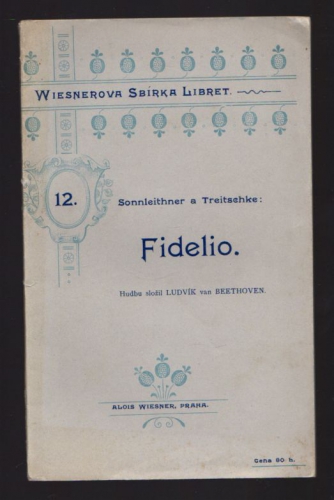 WIESNEROVA SBÍRKA LIBRET.
12.
Sonnleithner a Treitschke:
Fidelio.
Hudbu složil LUDVÍK van BEETHOVEN.
ALOIS WIESNER, PRAHA.
Cena 60 h.